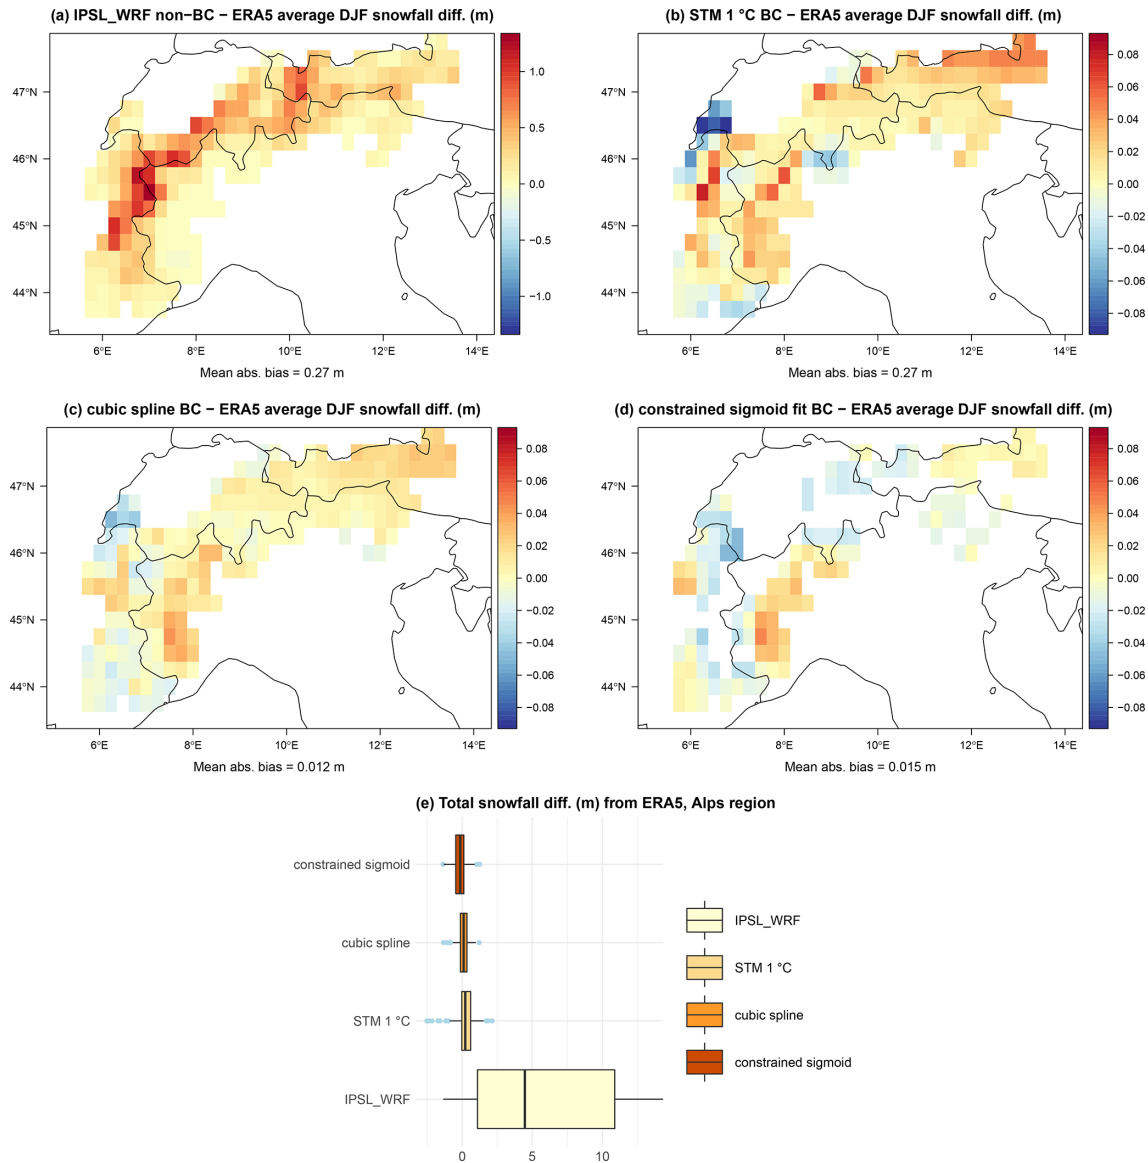 (a) IPSL_WRF non−BC − ERA5 average DJF snowfall diff. (m)
47°N
46°N
45°N
44°N
6°E 8°E 10°E 12°E 14°E
1.0
0.5
0.0
−0.5
−1.0
Mean abs. bias = 0.27 m
(b) STM 1 °C BC − ERA5 average DJF snowfall diff. (m)
47°N
46°N
45°N
44°N
6°E 8°E 10°E 12°E 14°E
0.08
0.06
0.04
0.02
0.00
−0.02
−0.04
−0.06
−0.08
Mean abs. bias = 0.27 m
(c) cubic spline BC − ERA5 average DJF snowfall diff. (m)
47°N
46°N
45°N
44°N
6°E 8°E 10°E 12°E 14°E
0.08
0.06
0.04
0.02
0.00
−0.02
−0.04
−0.06
−0.08
Mean abs. bias = 0.012 m
(d) constrained sigmoid fit BC − ERA5 average DJF snowfall diff. (m)
47°N
46°N
45°N
44°N
6°E 8°E 10°E 12°E 14°E
0.08
0.06
0.04
0.02
0.00
−0.02
−0.04
−0.06
−0.08
Mean abs. bias = 0.015 m
(e) Total snowfall diff. (m) from ERA5, Alps region
constrained sigmoid
cubic spline
STM 1 °C
IPSL_WRF
0 5 10
IPSL_WRF
STM 1 °C
cubic spline
constrained sigmoid